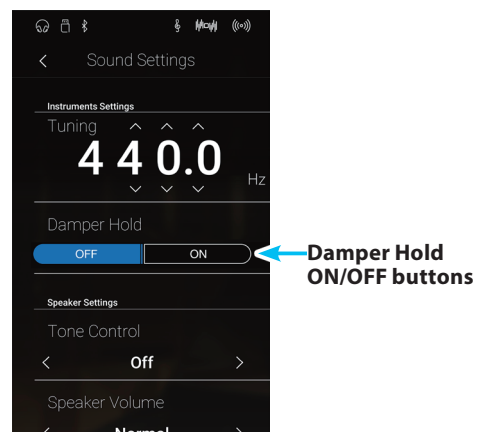 Sound Settings
Instruments Settings
Tuning
440.0
Hz
Damper Hold
OFF ON
Damper Hold
ON/OFF buttons
Speaker Settings
Tone Control
Off
Speaker Volume
Normal